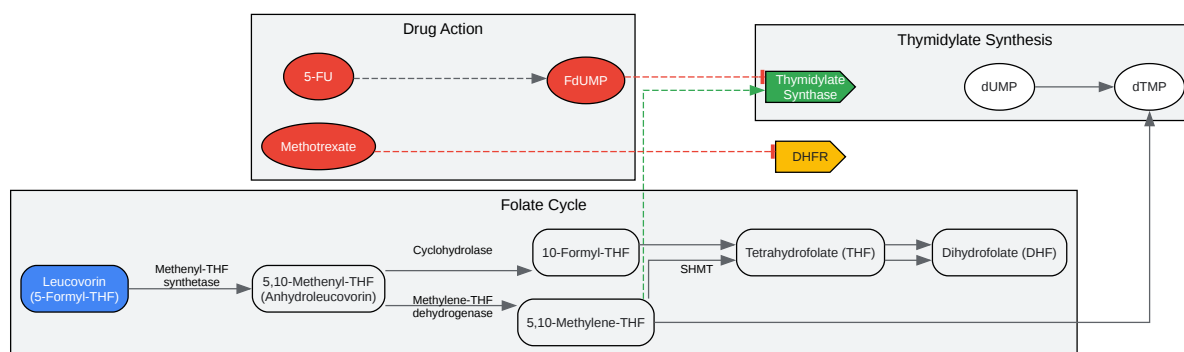 Drug Action
5-FU
FdUMP
Methotrexate
Thymidylate Synthesis
Thymidylate
Synthase
dUMP
dTMP
DHFR
Folate Cycle
Leucovorin
(5-Formyl-THF)
Methenyl-THF
synthetase
5,10-Methenyl-THF
(Anhydroleucovorin)
Cyclohydrolase
Methylene-THF
dehydrogenase
10-Formyl-THF
5,10-Methylene-THF
SHMT
Tetrahydrofolate (THF)
Dihydrofolate (DHF)